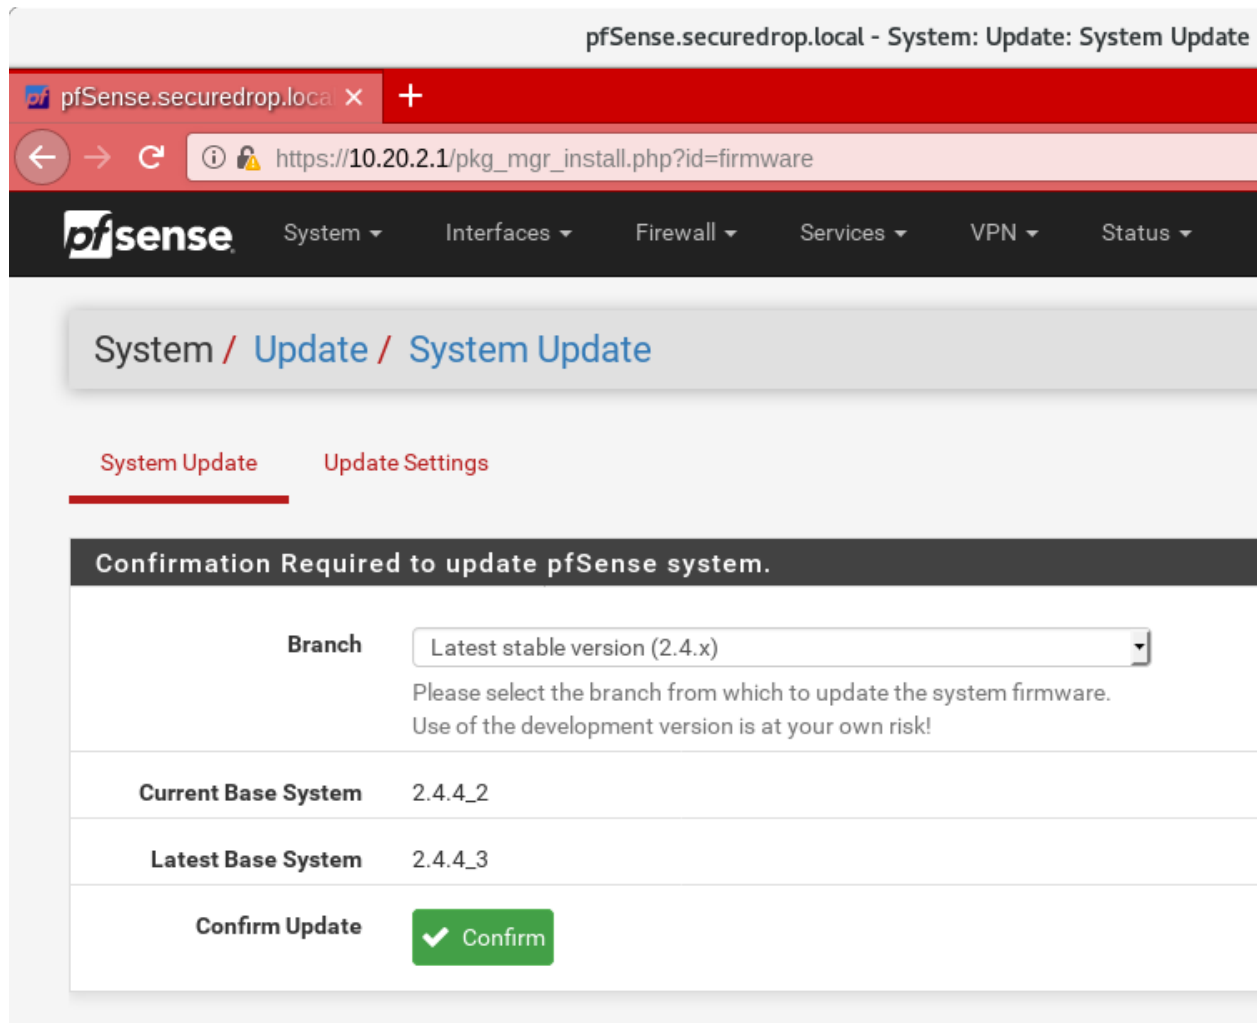 pfSense.securedrop.local - System: Update: System Update
pfSense.securedrop.loca
https://10.20.2.1/pkg_mgr_install.php?id=firmware
pfsense System Interfaces Firewall Services VPN Status
System / Update / System Update
System Update Update Settings
Confirmation Required to update pfSense system.
Branch Latest stable version (2.4.x)
Please select the branch from which to update the system firmware.
Use of the development version is at your own risk!
Current Base System 2.4.4_2
Latest Base System 2.4.4_3
Confirm Update Confirm